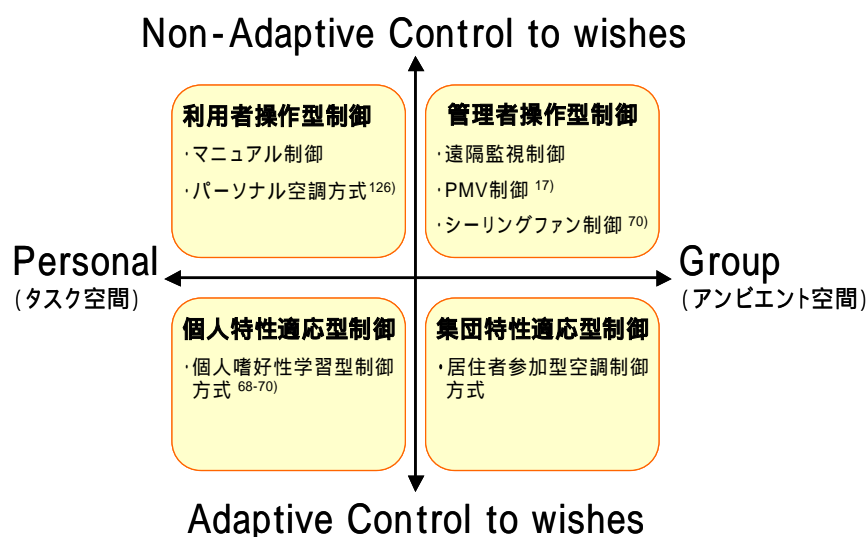 Non-Adaptive Control to wishes
利用者操作型制御
・マニュアル制御
・パーソナル空調方式126)
管理者操作型制御
・遠隔監視制御
・PMV制御 17)
・シーリングファン制御 70)
Personal
(タスク空間)
Group
(アンビエント空間)
個人特性適応型制御
・個人嗜好性学習型制御
方式 68-70)
集団特性適応型制御
・居住者参加型空調制御
方式
Adaptive Control to wishes